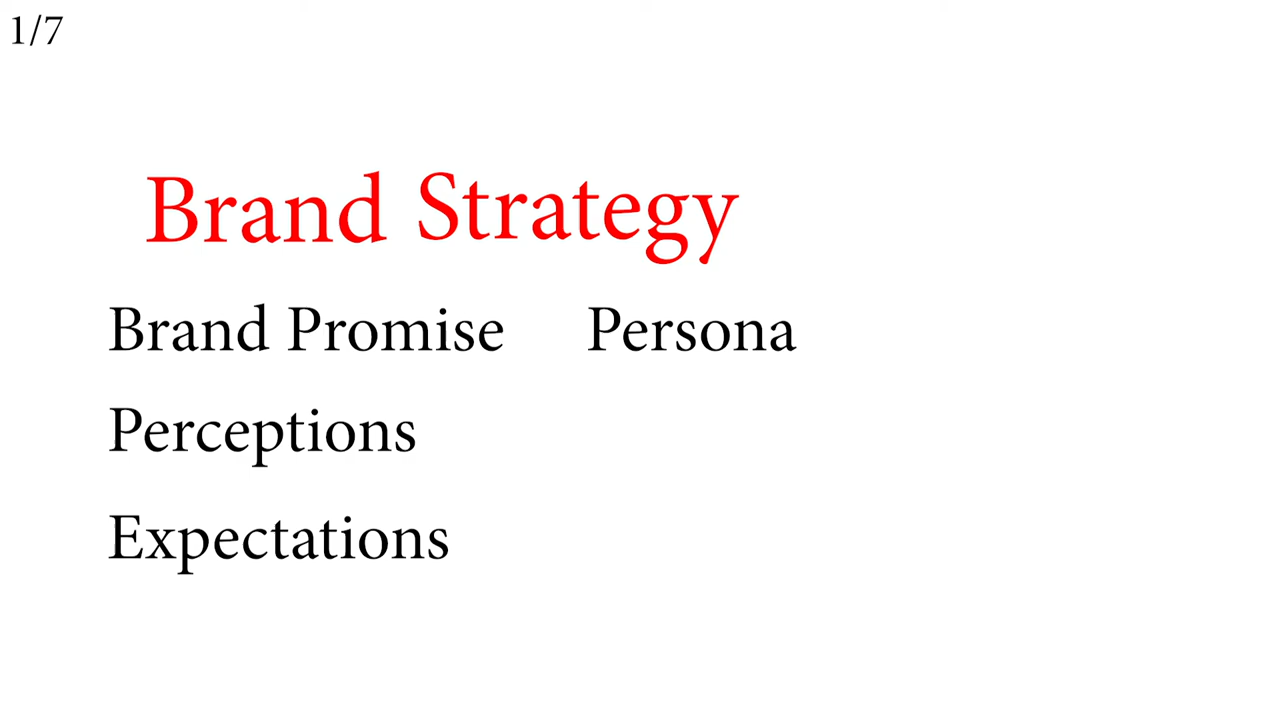 1/7
Brand Strategy
Brand Promise Persona
Perceptions
Expectations